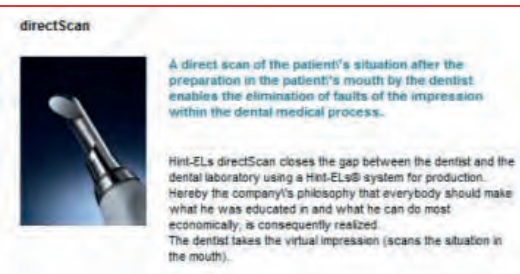 directScan
A direct scan of the patient\'s situation after the
preparation in the patient\'s mouth by the dentist
enables the elimination of faults of the impression
within the dental medical process.
Hint-ELs directScan closes the gap between the dentist and the
dental laboratory using a Hint-ELs® system for production.
Hereby the company\'s philosophy that everybody should make
what he was educated in and what he can do most
economically, is consequently realized.
The dentist takes the virtual impression (scans the situation in
the mouth).